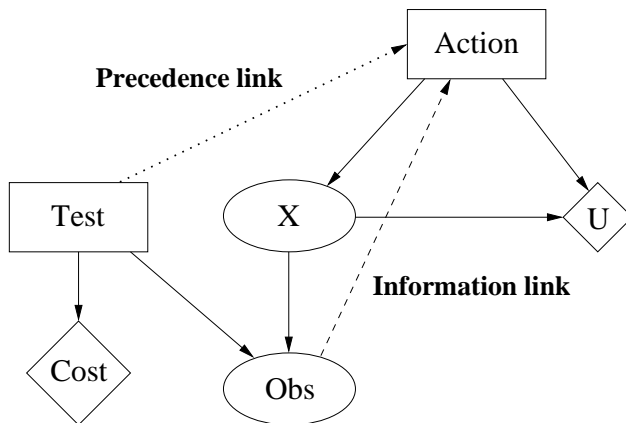 Action
Precedence link
Test
X
U
Information link
Cost
Obs